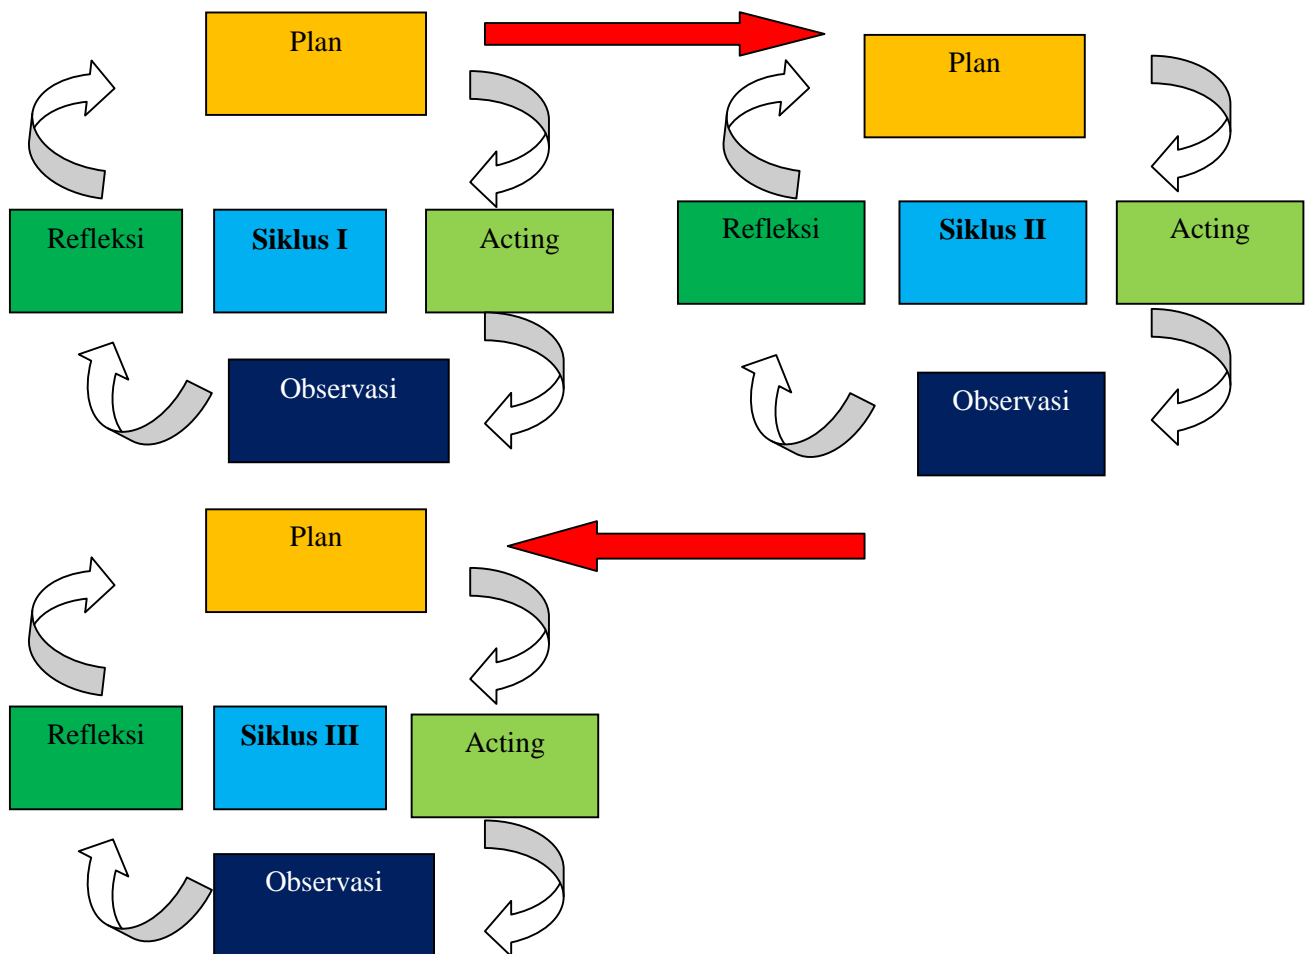 Plan
Plan
Refleksi
Siklus I
Acting
Refleksi
Siklus II
Acting
Observasi
Observasi
Plan
Refleksi
Siklus III
Acting
Observasi